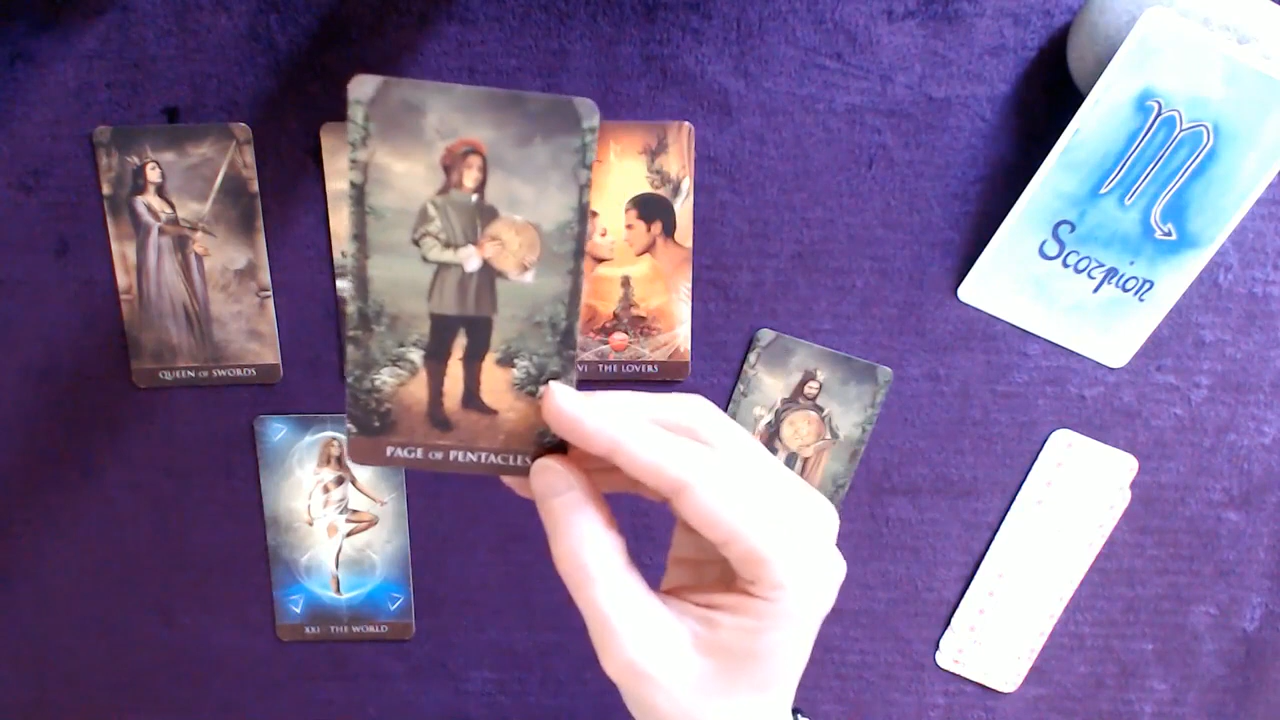 QUEEN OF SWORDS
PAGE OF PENTACLES
VI · THE LOVERS
XXI · THE WORLD
Scorpion